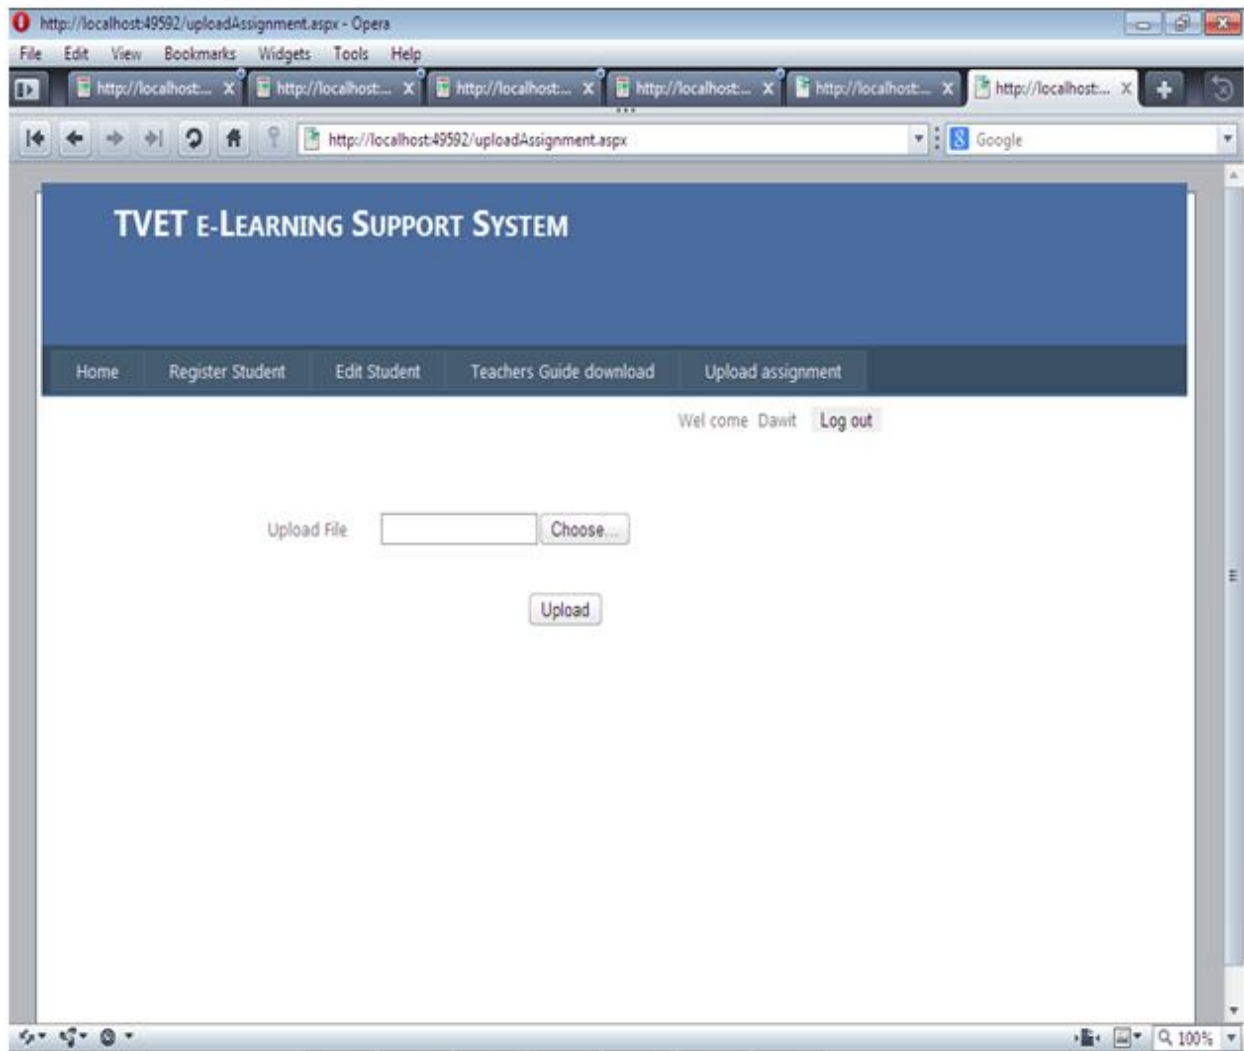 http://localhost:49592/uploadAssignment.aspx - Opera
File Edit View Bookmarks Widgets Tools Help
http://localhost:... X http://localhost:... X http://localhost:... X http://localhost:... X http://localhost:... X http://localhost:... X
http://localhost:49592/uploadAssignment.aspx Google
TVET E-LEARNING SUPPORT SYSTEM
Home Register Student Edit Student Teachers Guide download Upload assignment
Wel come Dawit Log out
Upload File Choose...
Upload
100%